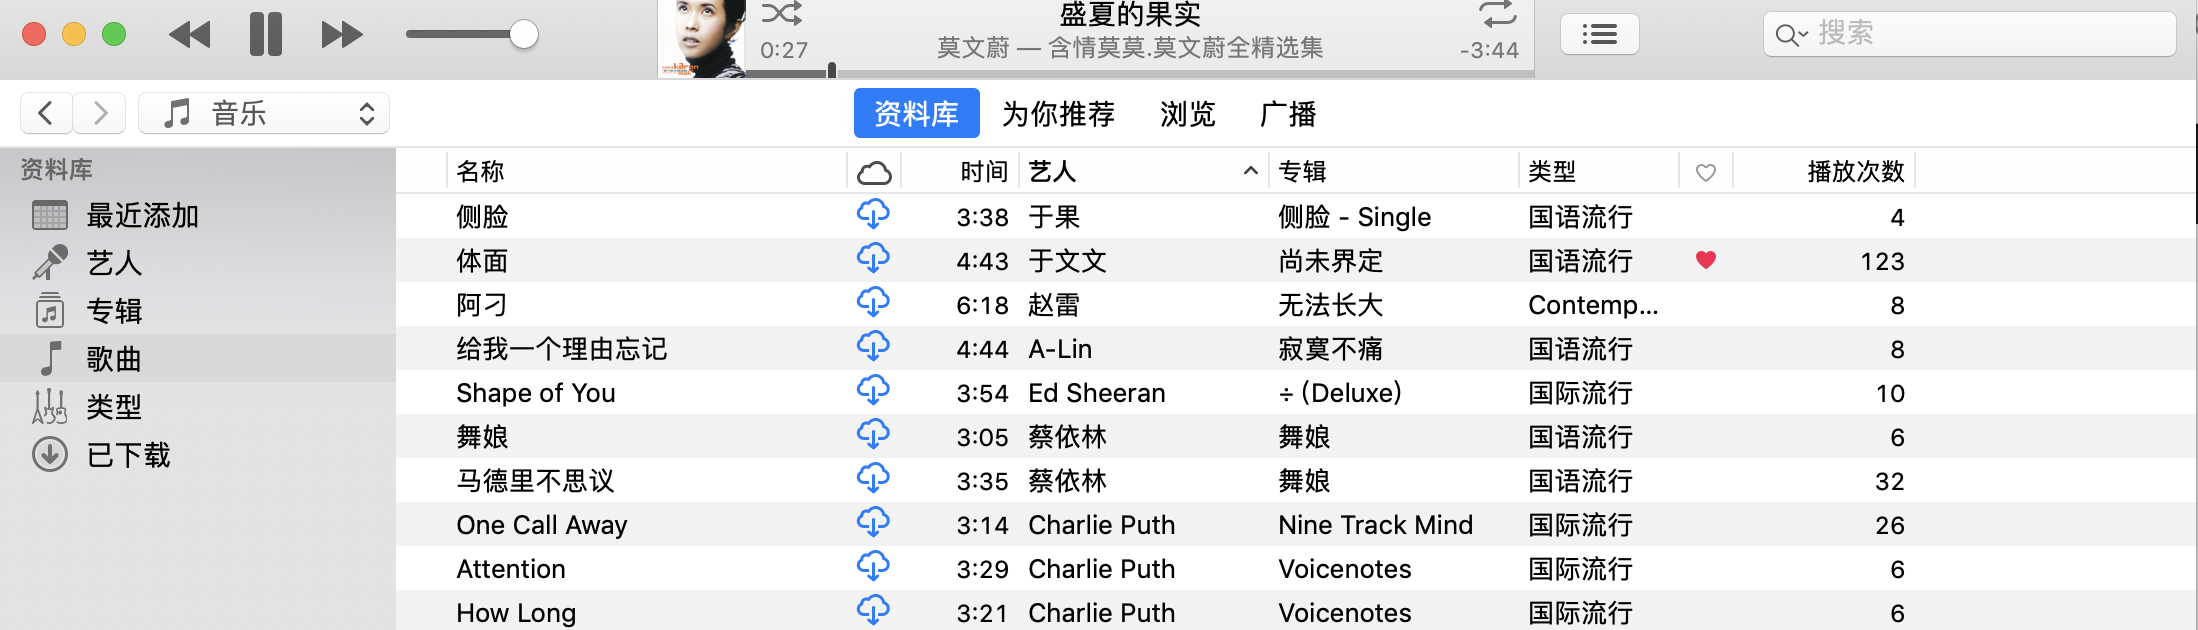 盛夏的果实
0:27
莫文蔚 — 含情莫莫.莫文蔚全精选集
-3:44
搜索
音乐
资料库 为你推荐 浏览 广播
资料库
最近添加
艺人
专辑
歌曲
类型
已下载
名称 时间 艺人 专辑 类型 播放次数
侧脸 3:38 于果 侧脸 - Single 国语流行 4
体面 4:43 于文文 尚未界定 国语流行 123
阿刁 6:18 赵雷 无法长大 Contemp... 8
给我一个理由忘记 4:44 A-Lin 寂寞不痛 国语流行 8
Shape of You 3:54 Ed Sheeran ÷ (Deluxe) 国际流行 10
舞娘 3:05 蔡依林 舞娘 国语流行 6
马德里不思议 3:35 蔡依林 舞娘 国语流行 32
One Call Away 3:14 Charlie Puth Nine Track Mind 国际流行 26
Attention 3:29 Charlie Puth Voicenotes 国际流行 6
How Long 3:21 Charlie Puth Voicenotes 国际流行 6